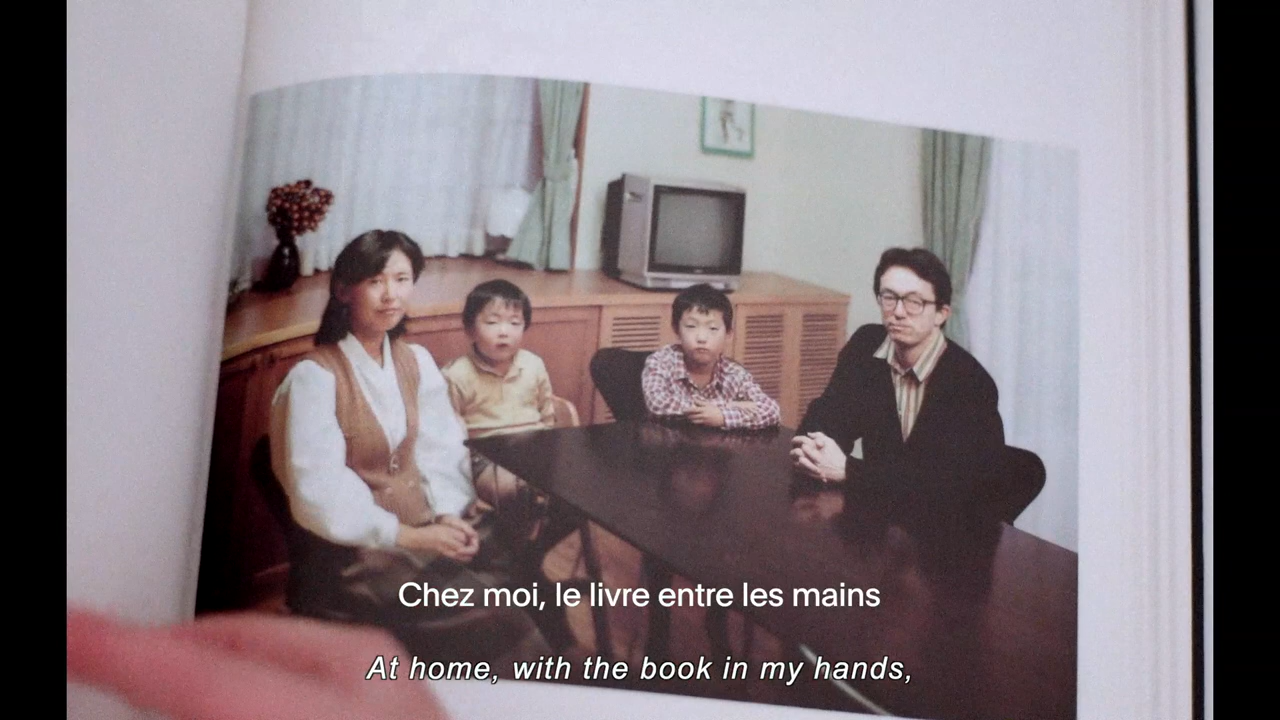 Chez moi, le livre entre les mains
At home, with the book in my hands,